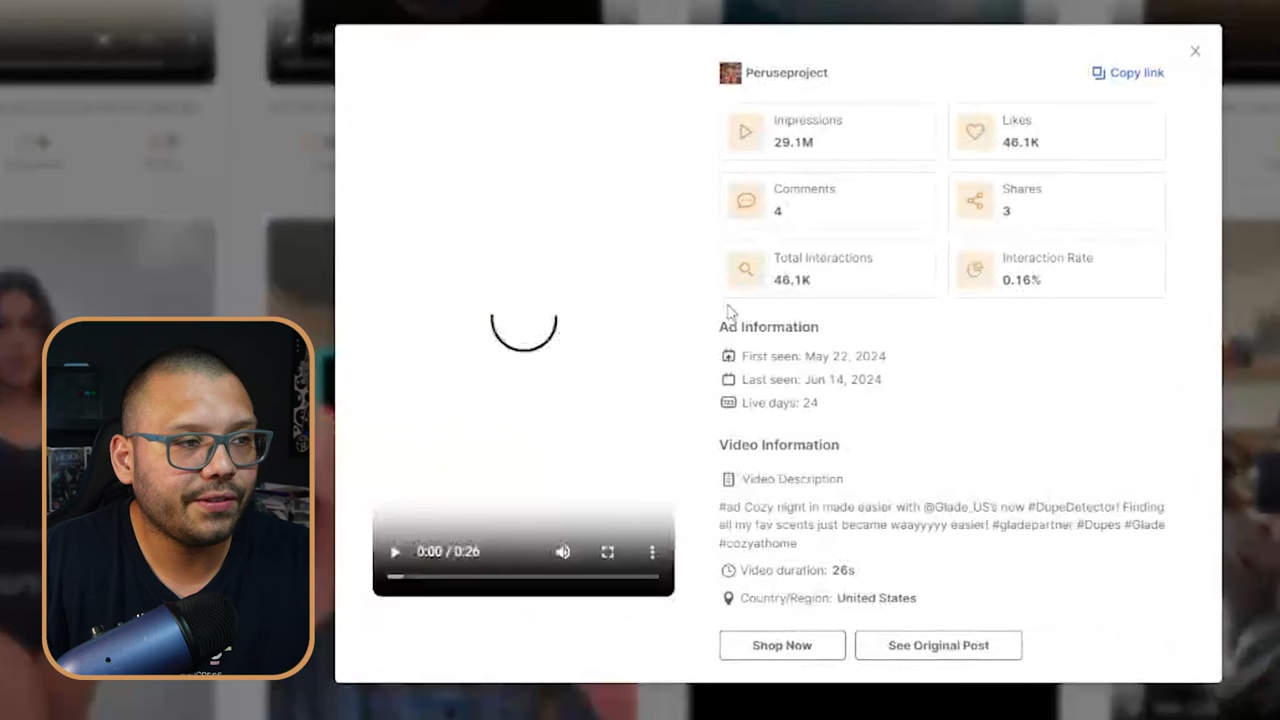 Peruseproject
Copy link
Impressions
29.1M
Likes
46.1K
Comments
4
Shares
3
Total Interactions
46.1K
Interaction Rate
0.16%
Ad Information
First seen: May 22, 2024
Last seen: Jun 14, 2024
Live days: 24
Video Information
Video Description
#ad Cozy night in made easier with @Glade_US's new #DupeDetector! Finding
all my fav scents just became waayyyyy easier! #gladepartner #Dupes #Glade
#cozyathome
0:00 / 0:26
Video duration: 26s
Country/Region: United States
Shop Now
See Original Post